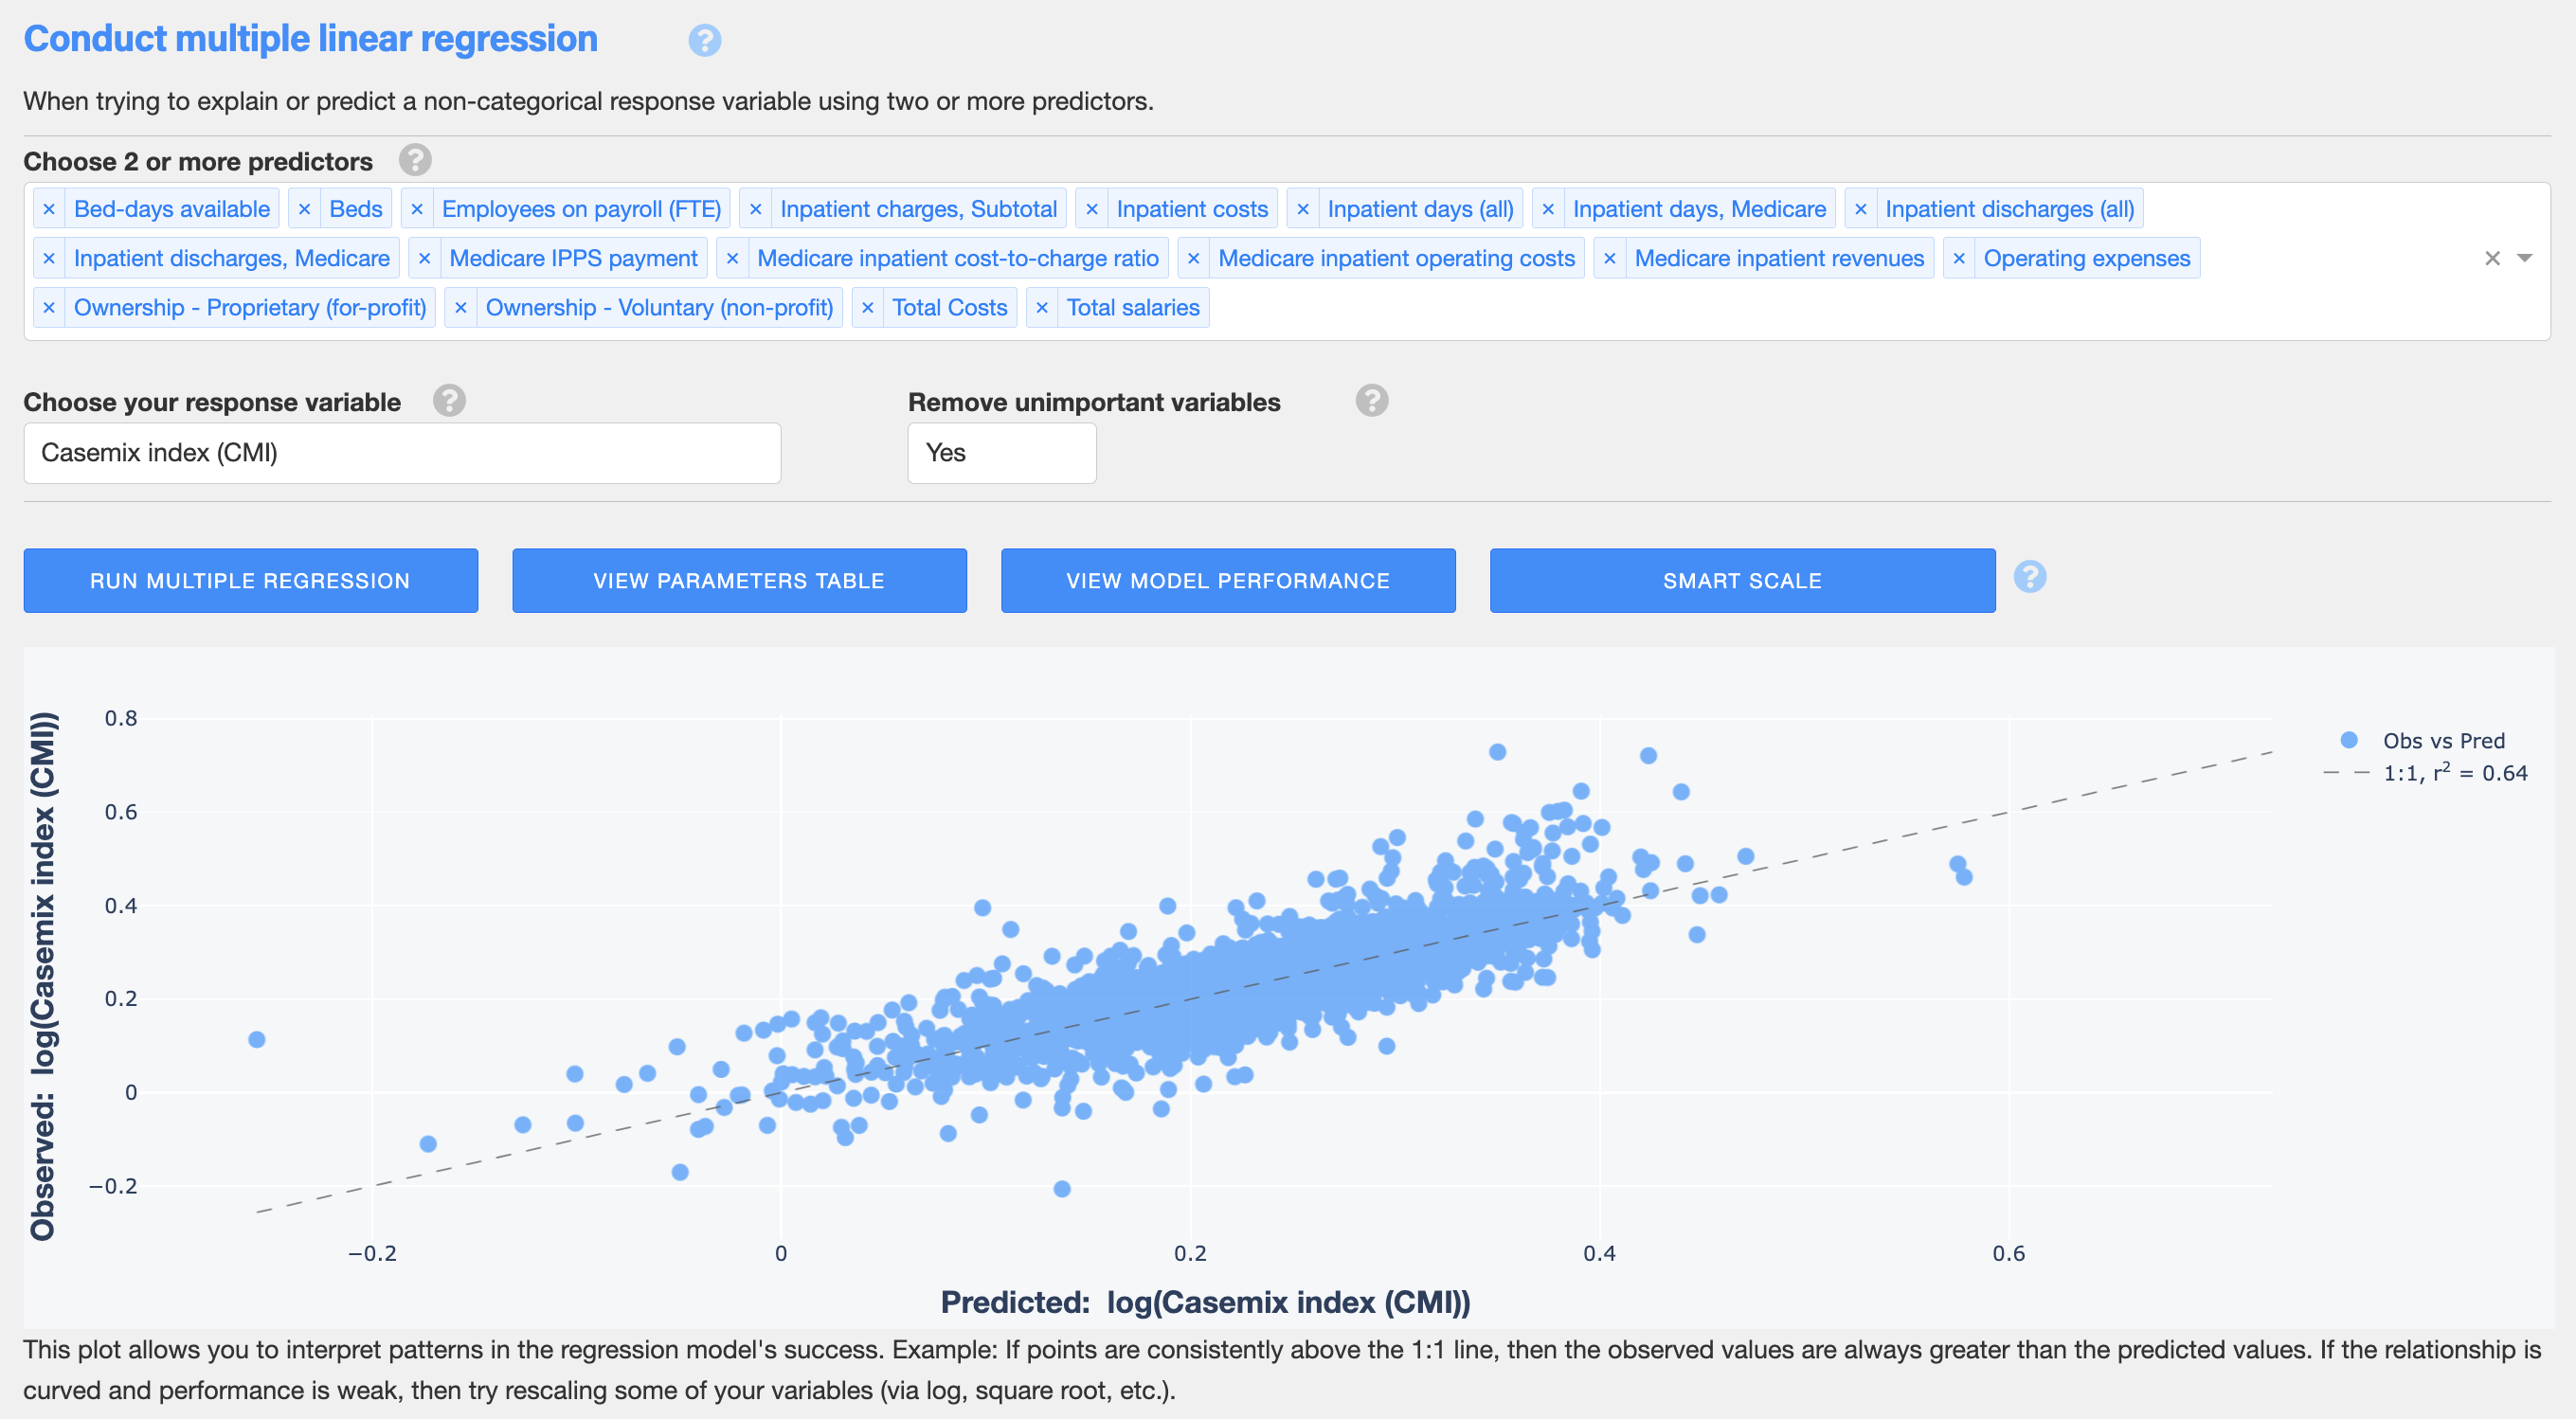 Conduct multiple linear regression ?
When trying to explain or predict a non-categorical response variable using two or more predictors.
Choose 2 or more predictors ?
× Bed-days available × Beds × Employees on payroll (FTE) × Inpatient charges, Subtotal × Inpatient costs × Inpatient days (all) × Inpatient days, Medicare × Inpatient discharges (all)
× Inpatient discharges, Medicare × Medicare IPPS payment × Medicare inpatient cost-to-charge ratio × Medicare inpatient operating costs × Medicare inpatient revenues × Operating expenses ×
× Ownership - Proprietary (for-profit) × Ownership - Voluntary (non-profit) × Total Costs × Total salaries
Choose your response variable ? Remove unimportant variables ?
Casemix index (CMI) Yes
RUN MULTIPLE REGRESSION VIEW PARAMETERS TABLE VIEW MODEL PERFORMANCE SMART SCALE ?
Observed: log(Casemix index (CMI))
0.8
0.6
0.4
0.2
0
−0.2
−0.2 0 0.2 0.4 0.6
Predicted: log(Casemix index (CMI))
Obs vs Pred
1:1, r² = 0.64
This plot allows you to interpret patterns in the regression model's success. Example: If points are consistently above the 1:1 line, then the observed values are always greater than the predicted values. If the relationship is
curved and performance is weak, then try rescaling some of your variables (via log, square root, etc.).